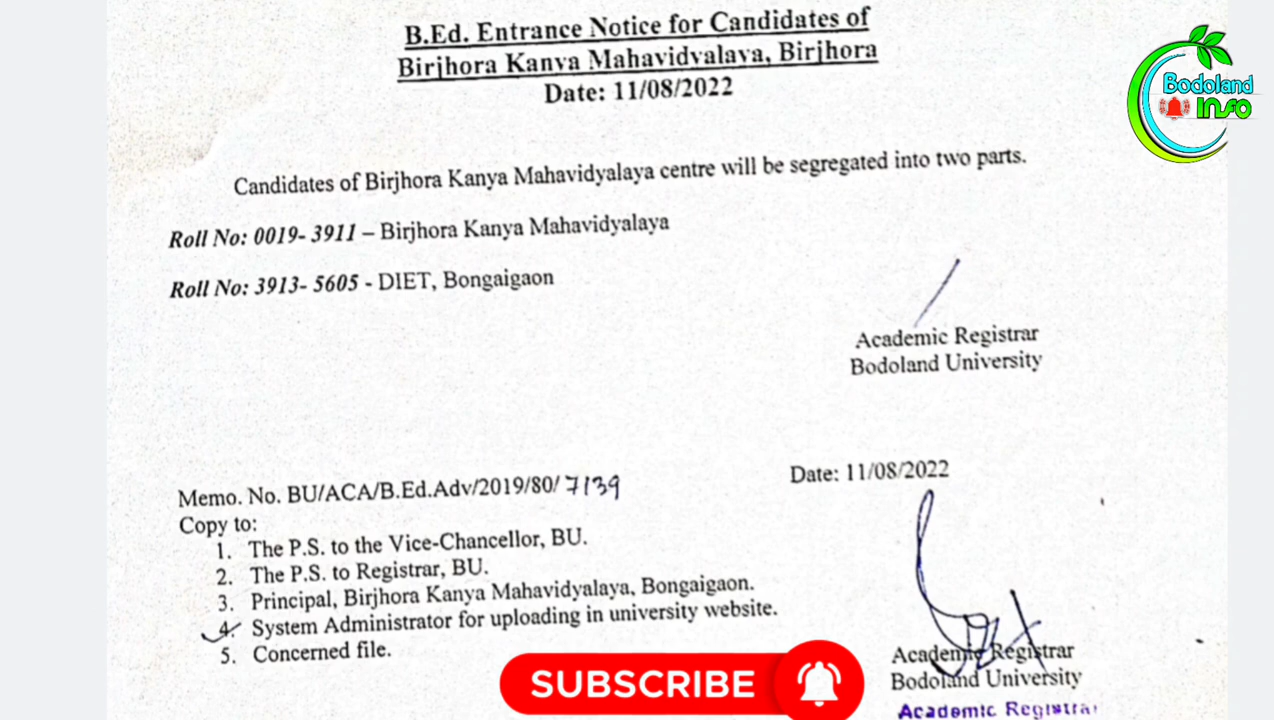 B.Ed. Entrance Notice for Candidates of
Birjhora Kanya Mahavidyalaya, Birjhora
Date: 11/08/2022
Bodoland
Info
Candidates of Birjhora Kanya Mahavidyalaya centre will be segregated into two parts.
Roll No: 0019- 3911 – Birjhora Kanya Mahavidyalaya
Roll No: 3913- 5605 - DIET, Bongaigaon
Academic Registrar
Bodoland University
Memo. No. BU/ACA/B.Ed.Adv/2019/80/ 7139
Date: 11/08/2022
Copy to:
1. The P.S. to the Vice-Chancellor, BU.
2. The P.S. to Registrar, BU.
3. Principal, Birjhora Kanya Mahavidyalaya, Bongaigaon.
4. System Administrator for uploading in university website.
5. Concerned file.
Academic Registrar
Bodoland University
Academic Registrar
SUBSCRIBE